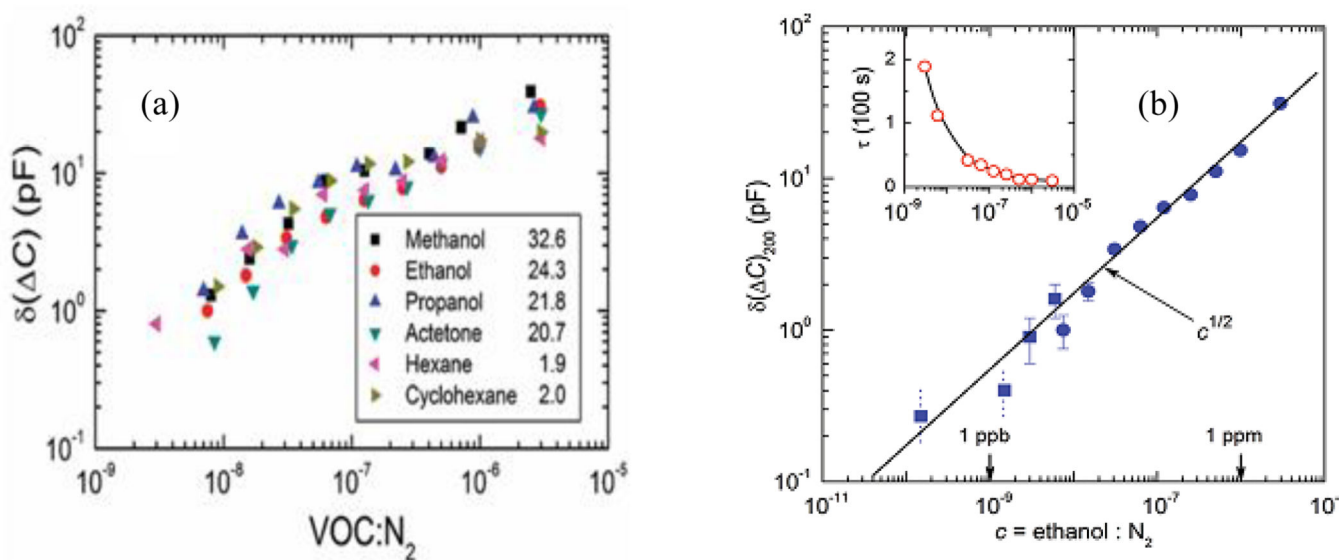 (a)
10²
10¹
10⁰
10⁻¹
δ(ΔC) (pF)
Methanol 32.6
Ethanol 24.3
Propanol 21.8
Actetone 20.7
Hexane 1.9
Cyclohexane 2.0
10⁻⁹ 10⁻⁸ 10⁻⁷ 10⁻⁶ 10⁻⁵
VOC:N₂
(b)
10²
10¹
10⁰
10⁻¹
δ(ΔC)₂₀₀ (pF)
2
1
0
τ (100 s)
10⁻⁹ 10⁻⁷ 10⁻⁵
c¹/²
1 ppb
1 ppm
10⁻¹¹ 10⁻⁹ 10⁻⁷ 10⁻
c = ethanol : N₂